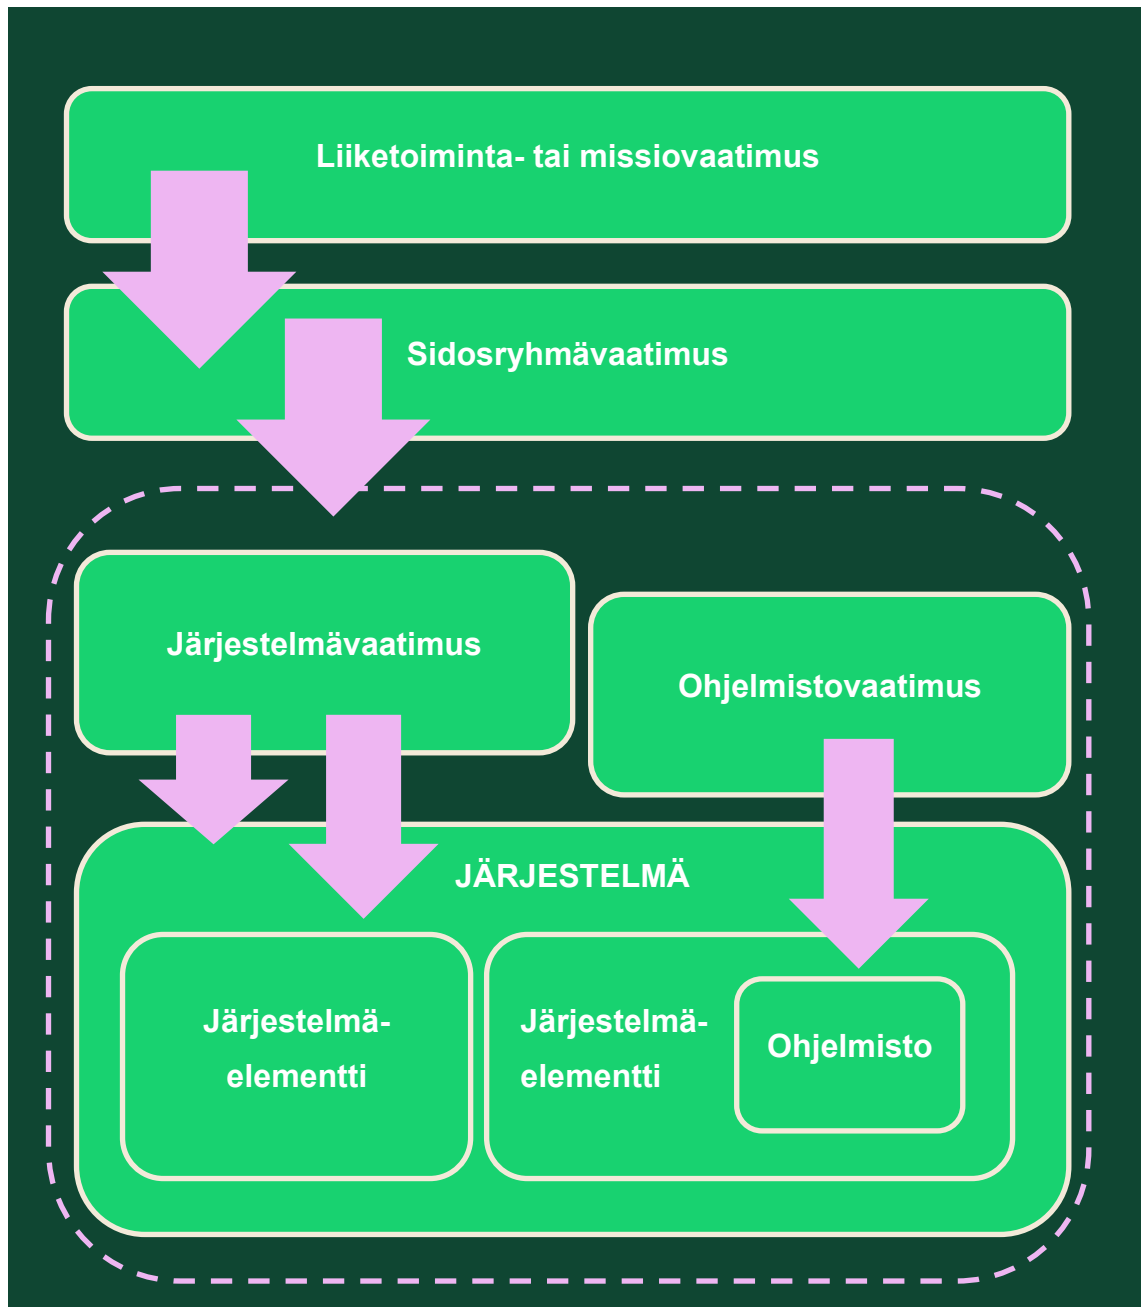 Liiketoiminta- tai missiovaatimus
Sidosryhmävaatimus
Järjestelmävaatimus
Ohjelmistovaatimus
JÄRJESTELMÄ
Järjestelmä-
elementti
Järjestelmä-
elementti
Ohjelmisto